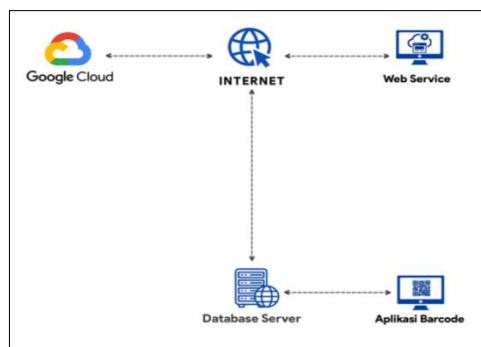 Google Cloud
INTERNET
Web Service
Database Server
Aplikasi Barcode